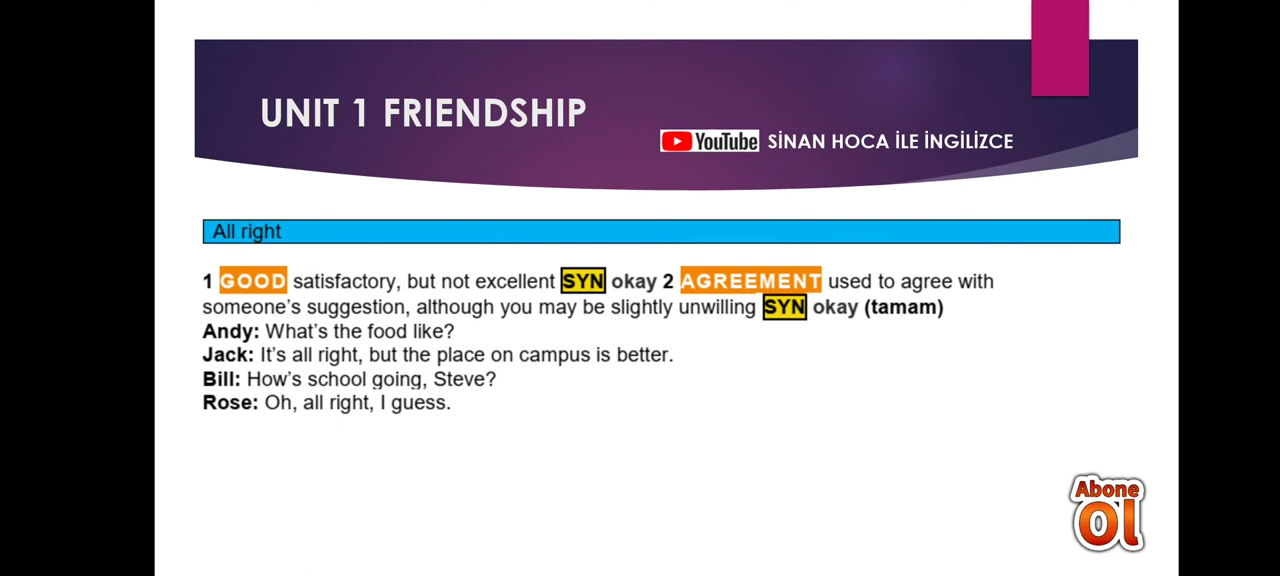 UNIT 1 FRIENDSHIP
YouTube SİNAN HOCA İLE İNGİLİZCE
All right
1 GOOD satisfactory, but not excellent SYN okay 2 AGREEMENT used to agree with
someone's suggestion, although you may be slightly unwilling SYN okay (tamam)
Andy: What's the food like?
Jack: It's all right, but the place on campus is better.
Bill: How's school going, Steve?
Rose: Oh, all right, I guess.
Abone
Ol